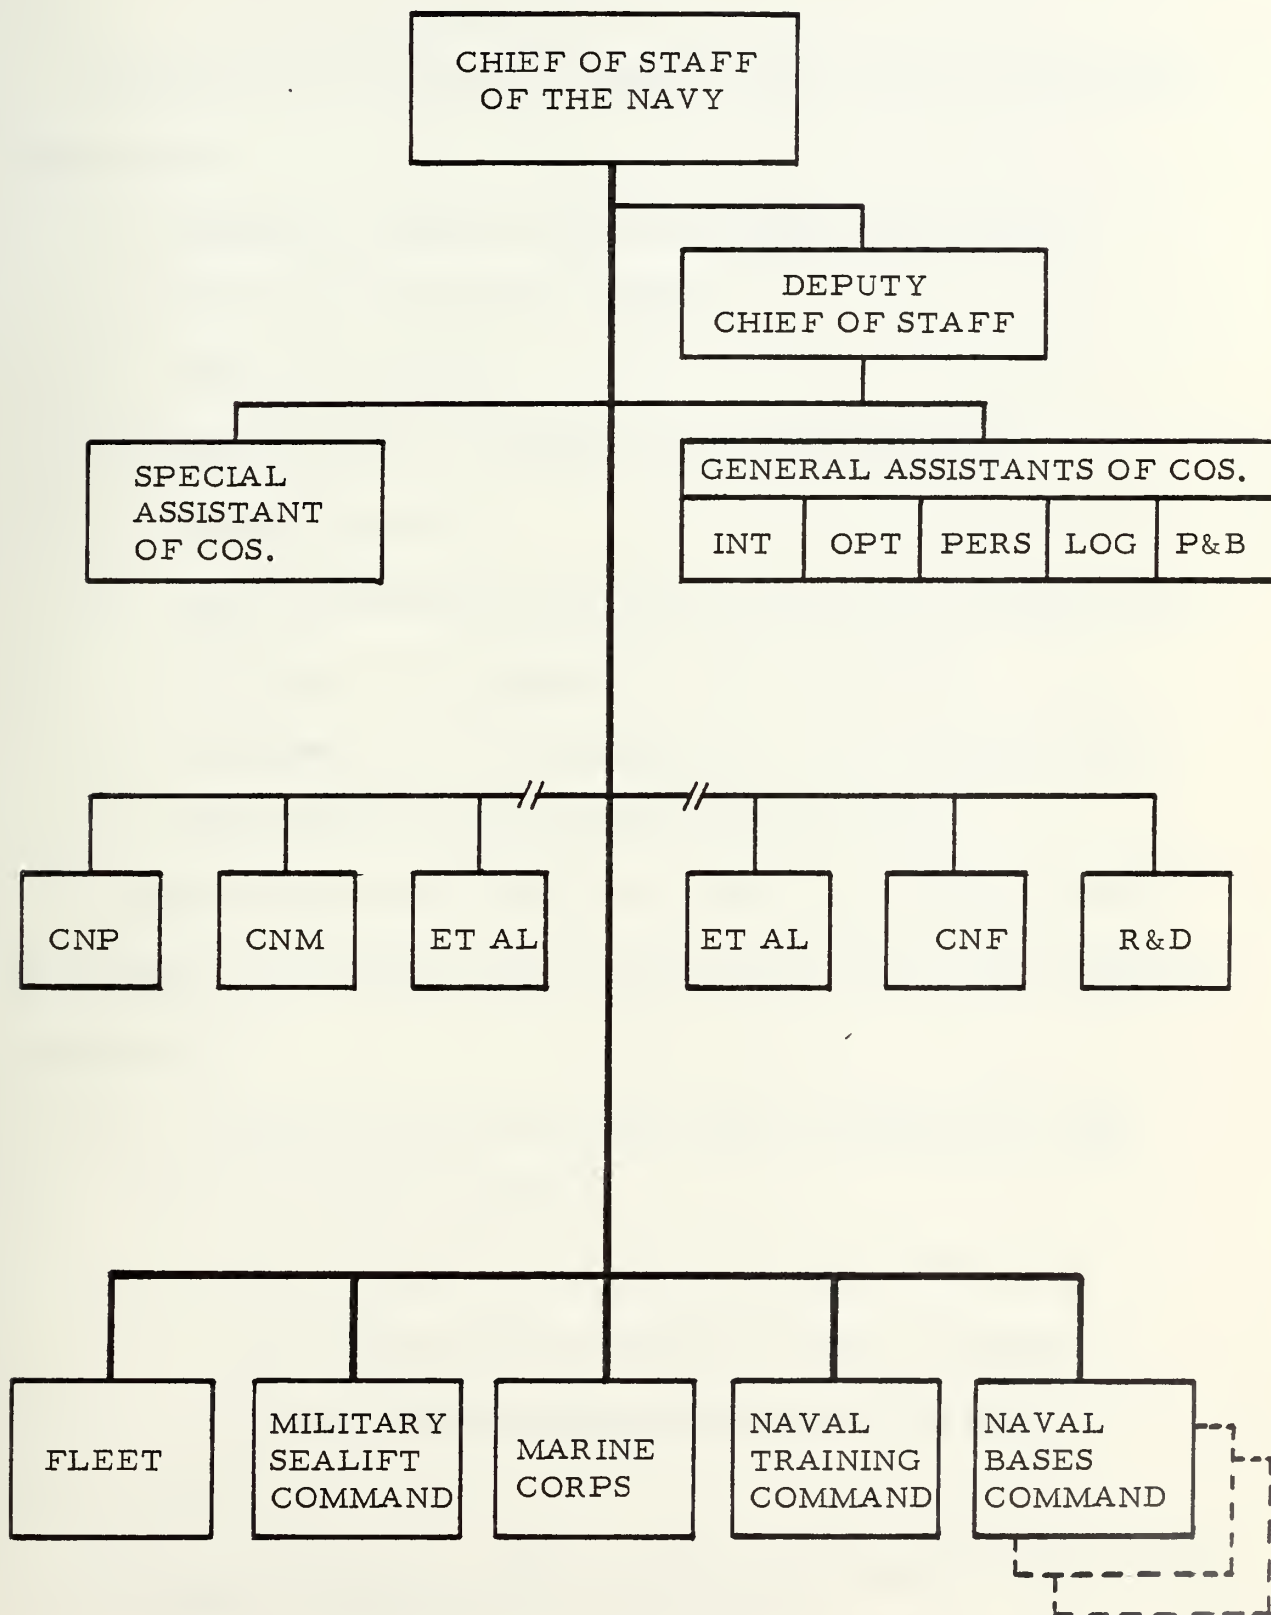 CHIEF OF STAFF
OF THE NAVY
DEPUTY
CHIEF OF STAFF
SPECIAL
ASSISTANT
OF COS.
GENERAL ASSISTANTS OF COS.
INT
OPT
PERS
LOG
P&B
CNP
CNM
ET AL
ET AL
CNF
R&D
FLEET
MILITARY
SEALIFT
COMMAND
MARINE
CORPS
NAVAL
TRAINING
COMMAND
NAVAL
BASES
COMMAND